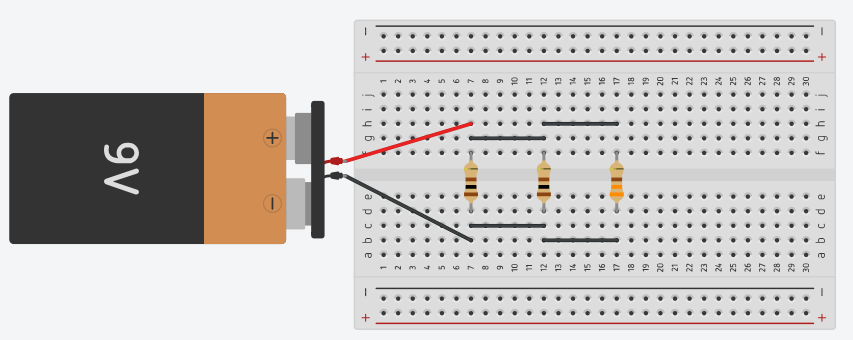 9V
+
−
− −
+ +
1 2 3 4 5 6 7 8 9 10 11 12 13 14 15 16 17 18 19 20 21 22 23 24 25 26 27 28 29 30
j j
i i
h h
g g
f f
e e
d d
c c
b b
a a
1 2 3 4 5 6 7 8 9 10 11 12 13 14 15 16 17 18 19 20 21 22 23 24 25 26 27 28 29 30
− −
+ +